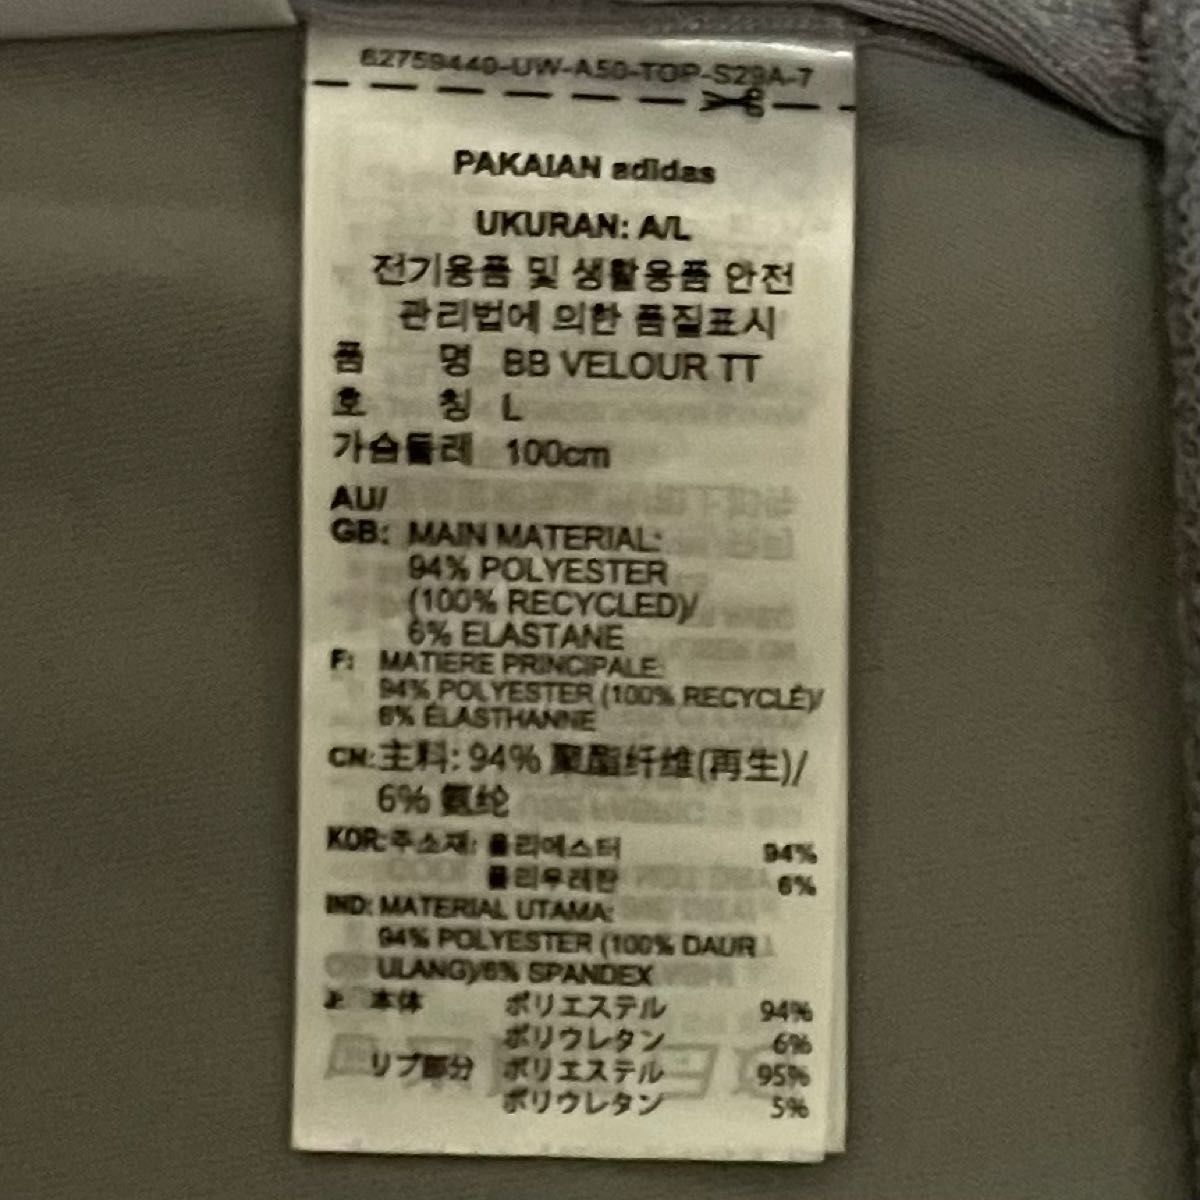 62759440-UW-A50-TOP-S29A-7
PAKAIAN adidas
UKURAN: A/L
전기용품 및 생활용품 안전
관리법에 의한 품질표시
품 명 BB VELOUR TT
호 칭 L
가슴둘레 100cm
AU/
GB: MAIN MATERIAL:
94% POLYESTER
(100% RECYCLED)/
6% ELASTANE
F: MATIERE PRINCIPALE:
94% POLYESTER (100% RECYCLÉ)/
6% ÉLASTHANNE
CN: 主料: 94% 聚酯纤维(再生)/
6% 氨纶
KOR: 주소재: 폴리에스터 94%
폴리우레탄 6%
IND: MATERIAL UTAMA:
94% POLYESTER (100% DAUR
ULANG)/6% SPANDEX
J: 本体 ポリエステル 94%
ポリウレタン 6%
リブ部分 ポリエステル 95%
ポリウレタン 5%